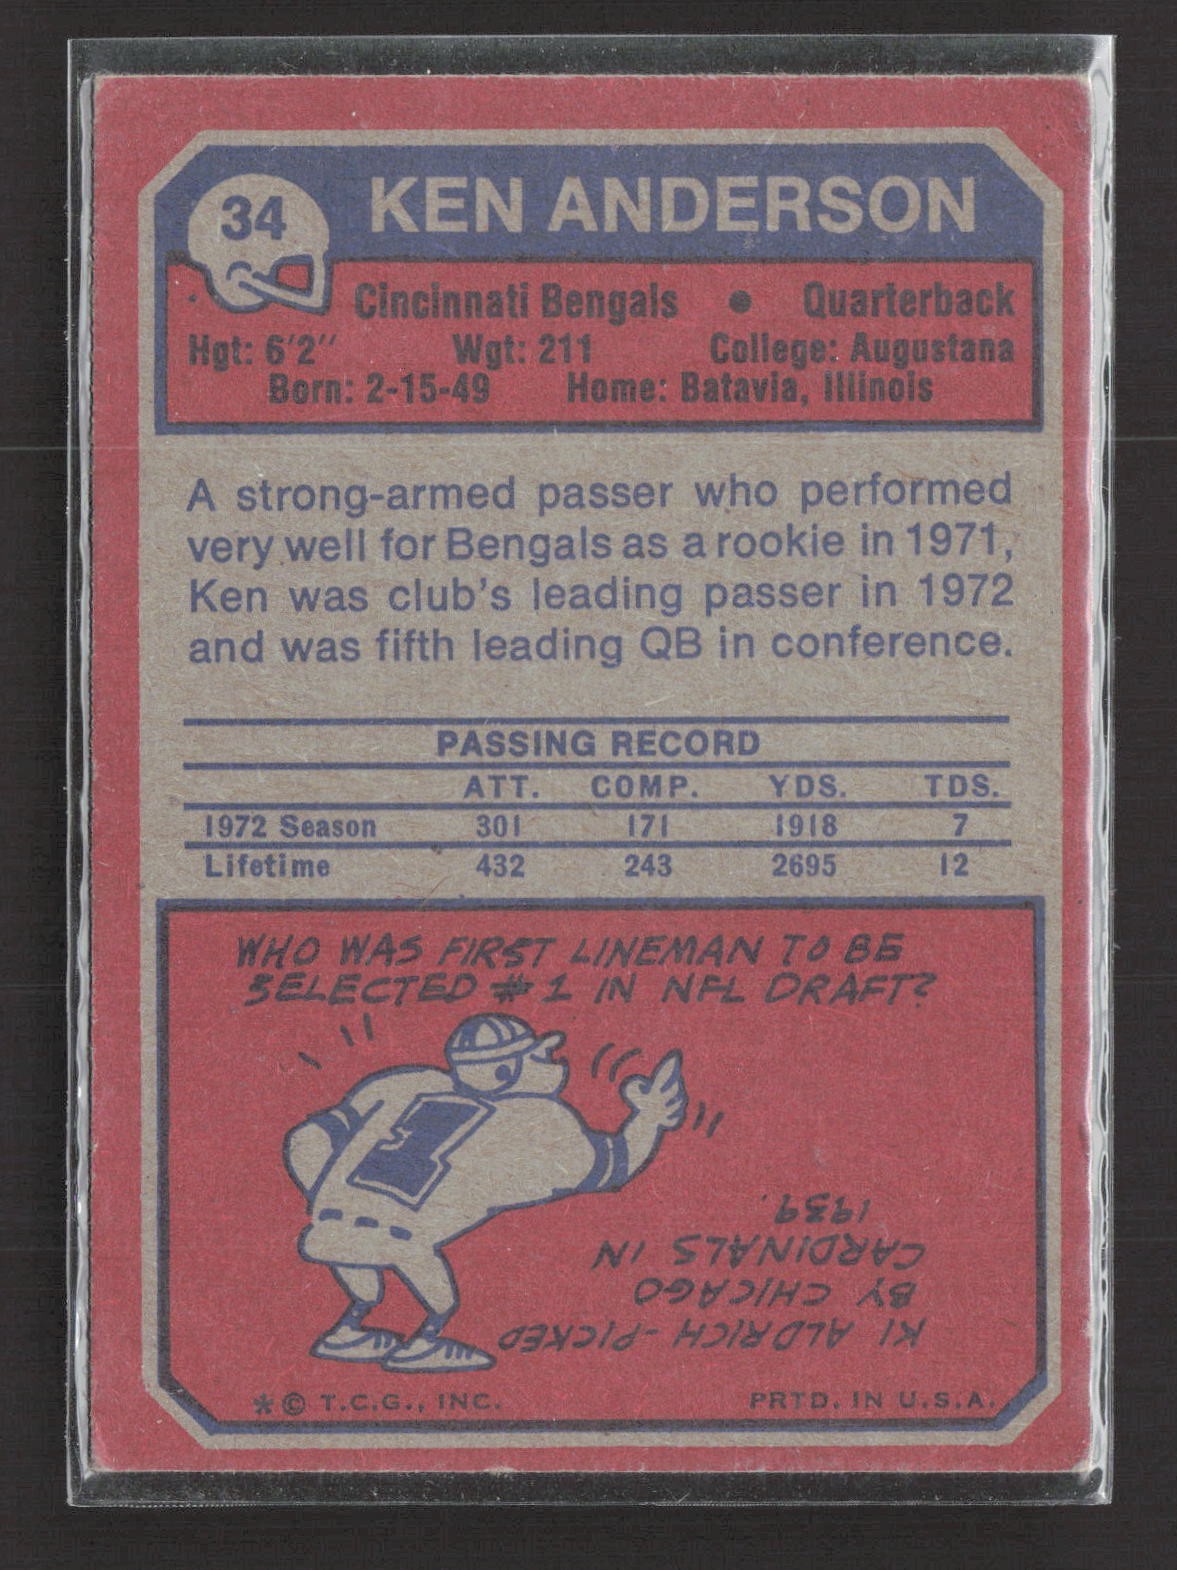 34 KEN ANDERSON
Cincinnati Bengals • Quarterback
Hgt: 6'2" Wgt: 211 College: Augustana
Born: 2-15-49 Home: Batavia, Illinois
A strong-armed passer who performed
very well for Bengals as a rookie in 1971,
Ken was club's leading passer in 1972
and was fifth leading QB in conference.
PASSING RECORD
ATT. COMP. YDS. TDS.
1972 Season 301 171 1918 7
Lifetime 432 243 2695 12
WHO WAS FIRST LINEMAN TO BE
SELECTED #1 IN NFL DRAFT?
1
KI ALDRICH-PICKED
BY CHICAGO
CARDINALS IN
1939.
*© T.C.G., INC. PRTD. IN U.S.A.